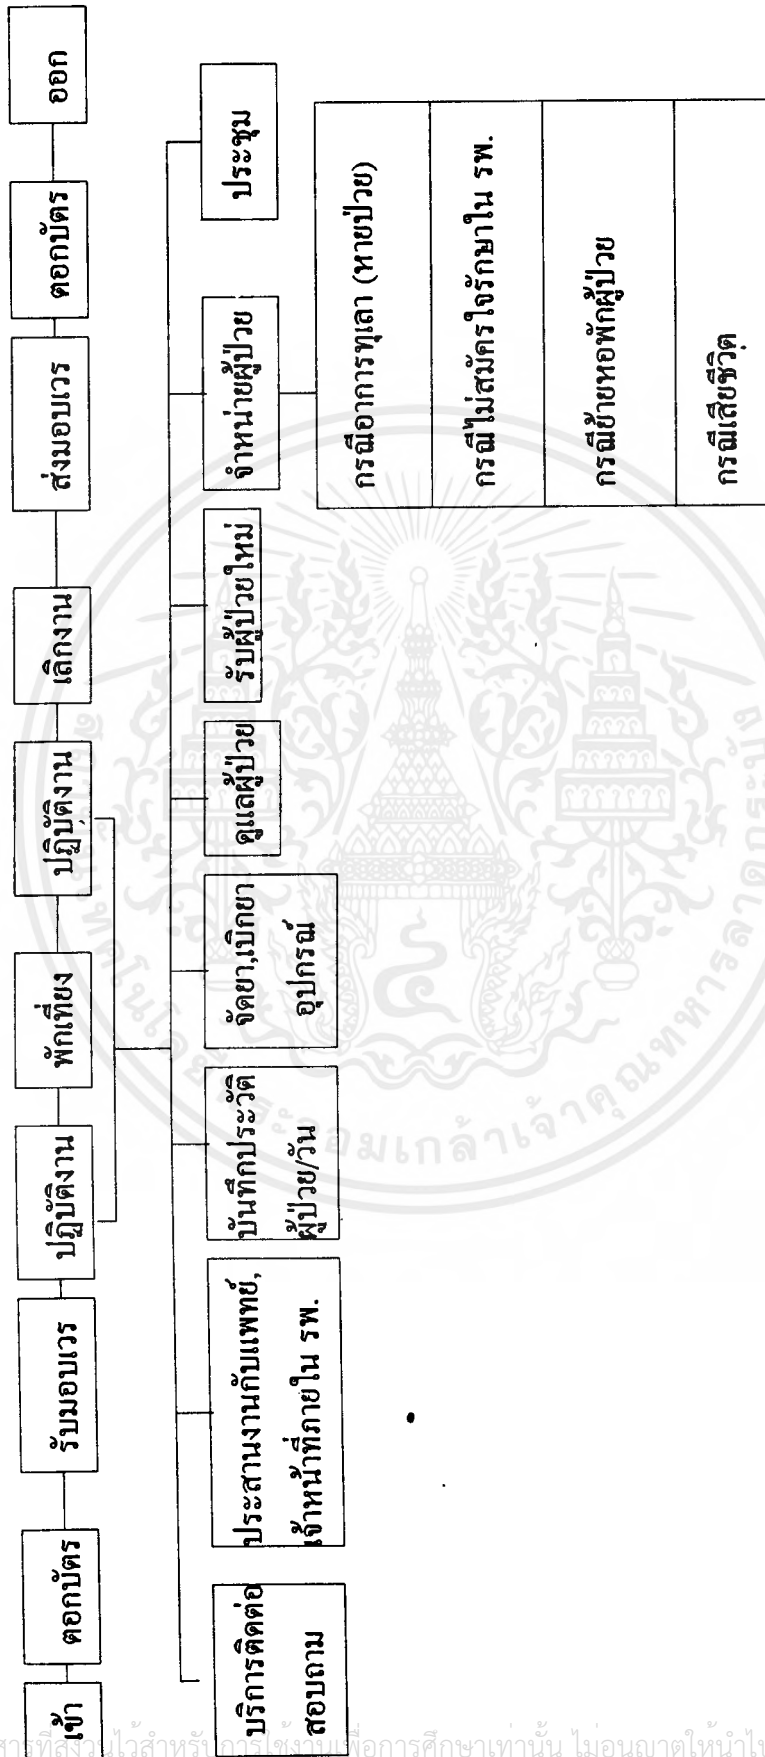 เข้า
ตอกบัตร
รับมอบเวร
ปฏิบัติงาน
พักเที่ยง
ปฏิบัติงาน
เลิกงาน
ส่งมอบเวร
ตอกบัตร
ออก
บริการติดต่อ
สอบถาม
ประสานงานกับแพทย์,
เจ้าหน้าที่ภายใน รพ.
บันทึกประวัติ
ผู้ป่วย/วัน
จัดยา,เบิกยา
อุปกรณ์
ดูแลผู้ป่วย
รับผู้ป่วยใหม่
จำหน่ายผู้ป่วย
ประชุม
กรณีอาการทุเลา (หายป่วย)
กรณีไม่สมัครใจรักษาใน รพ.
กรณีย้ายหอพักผู้ป่วย
กรณีเสียชีวิต